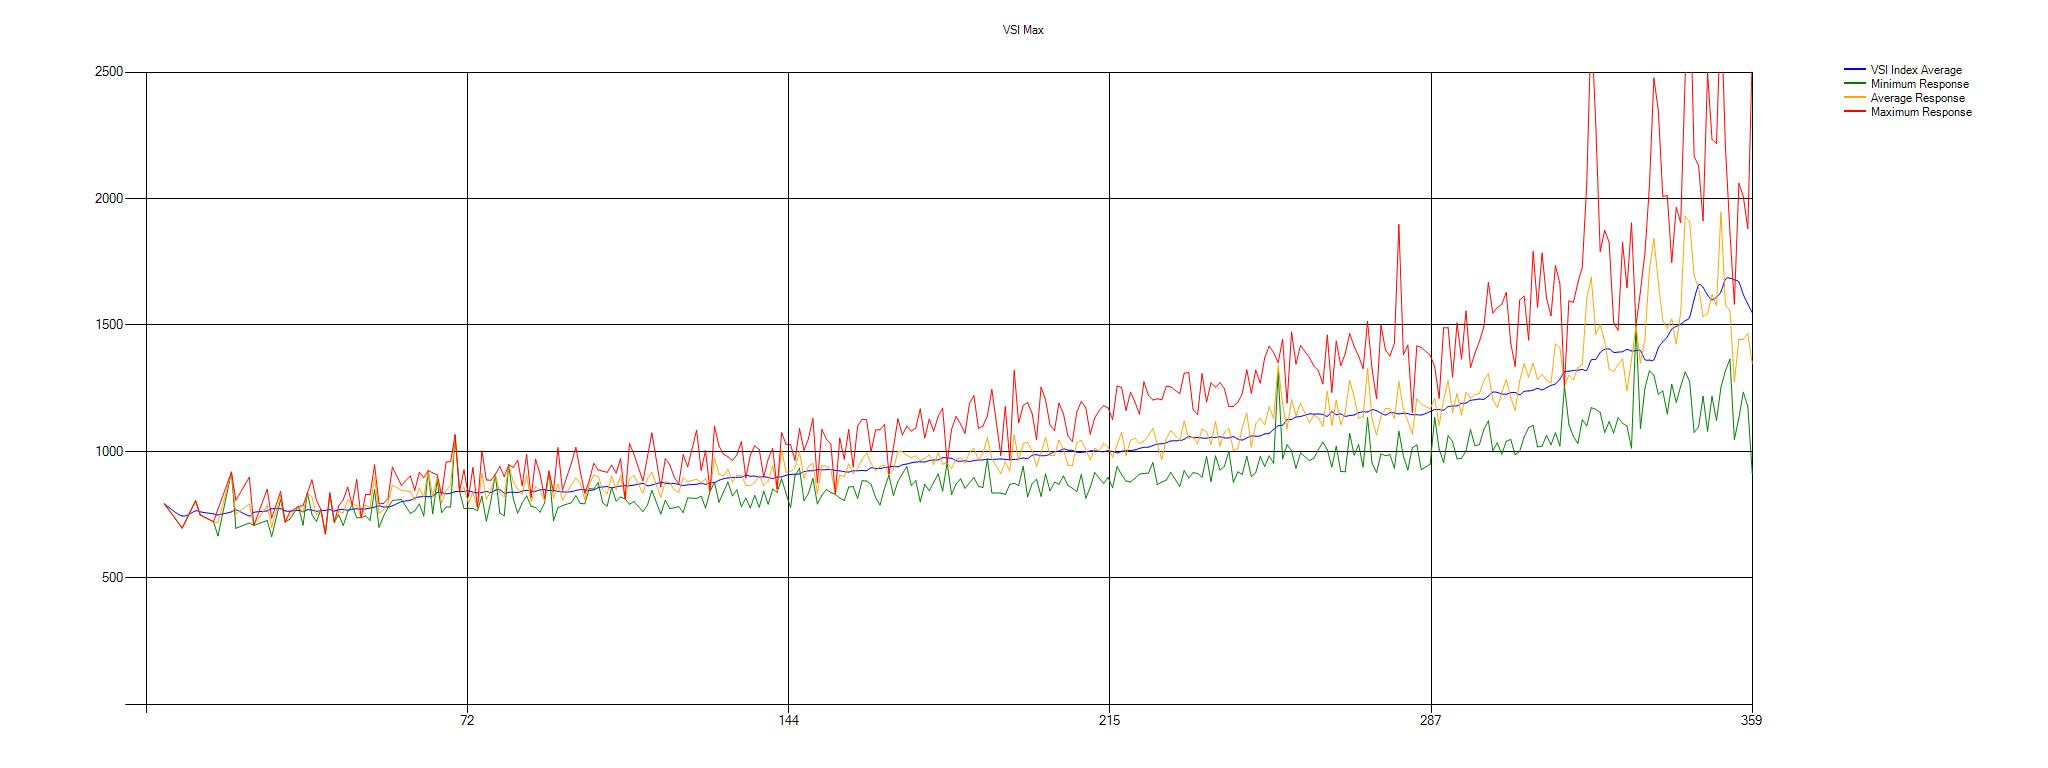 VSI Max
2500
2000
1500
1000
500
72
144
215
287
359
VSI Index Average
Minimum Response
Average Response
Maximum Response